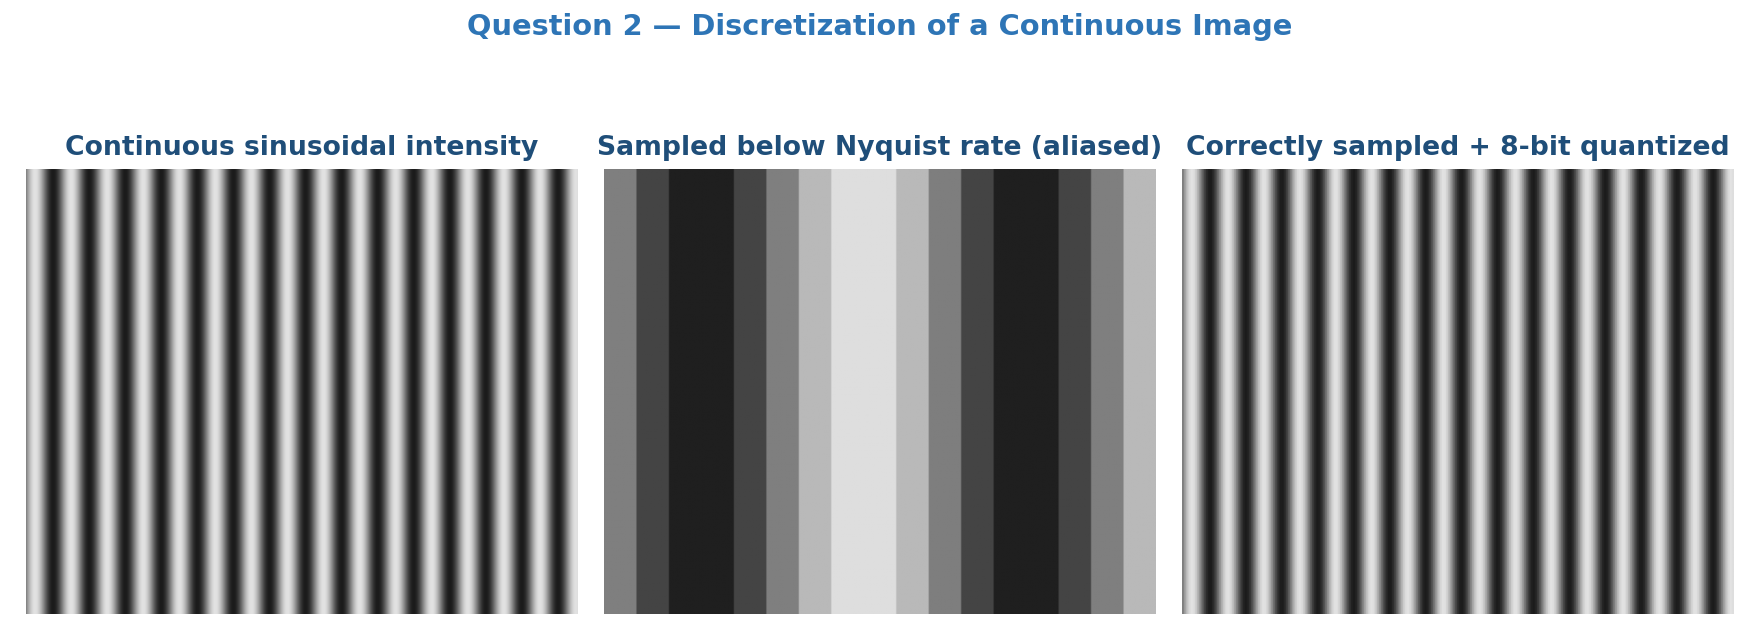 Question 2 — Discretization of a Continuous Image
Continuous sinusoidal intensity
Sampled below Nyquist rate (aliased)
Correctly sampled + 8-bit quantized